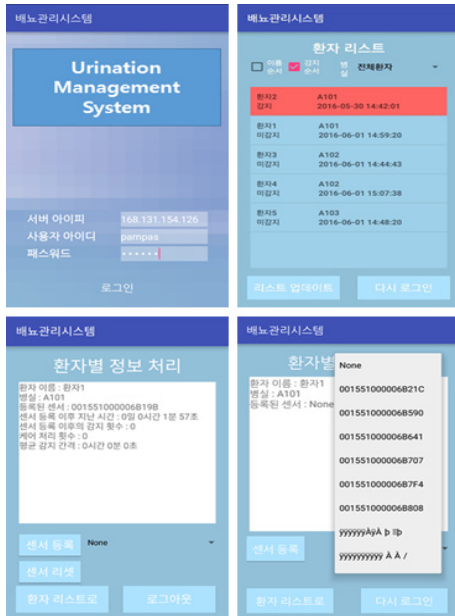 배뇨관리시스템
Urination
Management
System
서버 아이피 168.131.154.126
사용자 아이디 pampas
패스워드 ••••••
로그인
배뇨관리시스템
환자 리스트
이름 순서 감지 순서 병실 전체환자
환자2 A101
감지 2016-05-30 14:42:01
환자1 A101
미감지 2016-06-01 14:59:20
환자3 A102
미감지 2016-06-01 14:44:43
환자4 A102
미감지 2016-06-01 15:07:38
환자5 A103
미감지 2016-06-01 14:48:20
리스트 업데이트 다시 로그인
배뇨관리시스템
환자별 정보 처리
환자 이름 : 환자1
병실 : A101
등록된 센서 : 001551000006B19B
센서 등록 이후 지난 시간 : 0일 0시간 1분 57초
센서 등록 이후의 감지 횟수 : 0
케어 처리 횟수 : 0
평균 감지 간격 : 0시간 0분 0초
센서 등록 None
센서 리셋
환자 리스트로 로그아웃
배뇨관리시스템
환자별
환자 이름 : 환자1
병실 : A101
등록된 센서 : None
None
001551000006B21C
001551000006B590
001551000006B641
001551000006B707
001551000006B7F4
001551000006B808
센서 등록
환자 리스트로 다시 로그인